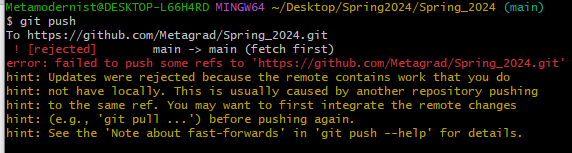 Metamodernist@DESKTOP-L66H4RD MINGW64 ~/Desktop/Spring2024/Spring_2024 (main)
$ git push
To https://github.com/Metagrad/Spring_2024.git
 ! [rejected]        main -> main (fetch first)
error: failed to push some refs to 'https://github.com/Metagrad/Spring_2024.git'
hint: Updates were rejected because the remote contains work that you do
hint: not have locally. This is usually caused by another repository pushing
hint: to the same ref. You may want to first integrate the remote changes
hint: (e.g., 'git pull ...') before pushing again.
hint: See the 'Note about fast-forwards' in 'git push --help' for details.